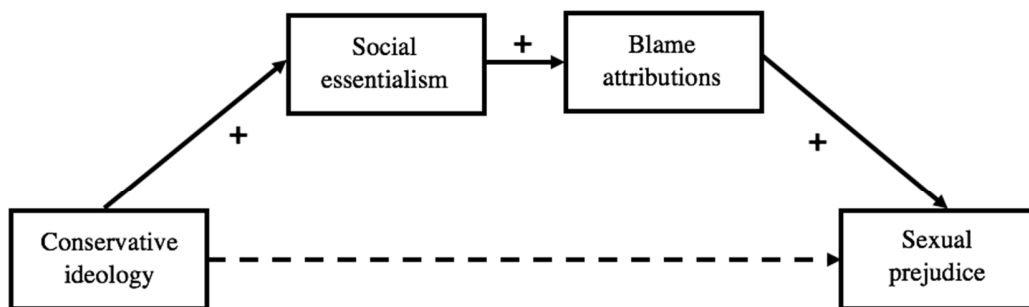 Social
essentialism
+
Blame
attributions
+
+
Conservative
ideology
Sexual
prejudice